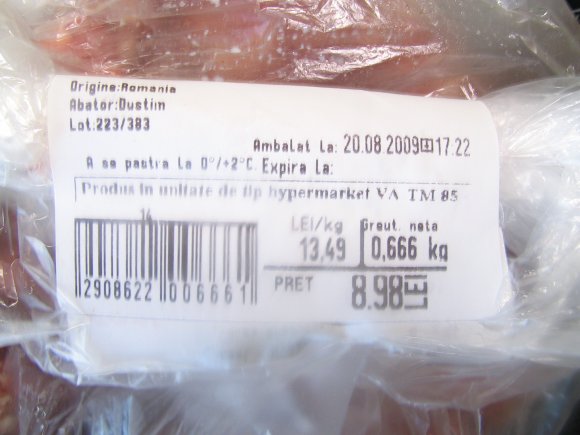 Origine:Romania
Abator:Dustim
Lot:223/383
Ambalat La: 20.08 2009 17:22
A se pastra La 0°/+2°C Expira La:
Produs in unitate de tip hypermarket VA TM 85
14
LEI/kg Greut. neta
13,49 0,666 kg
2908622 006661
PRET 8.98 LEI